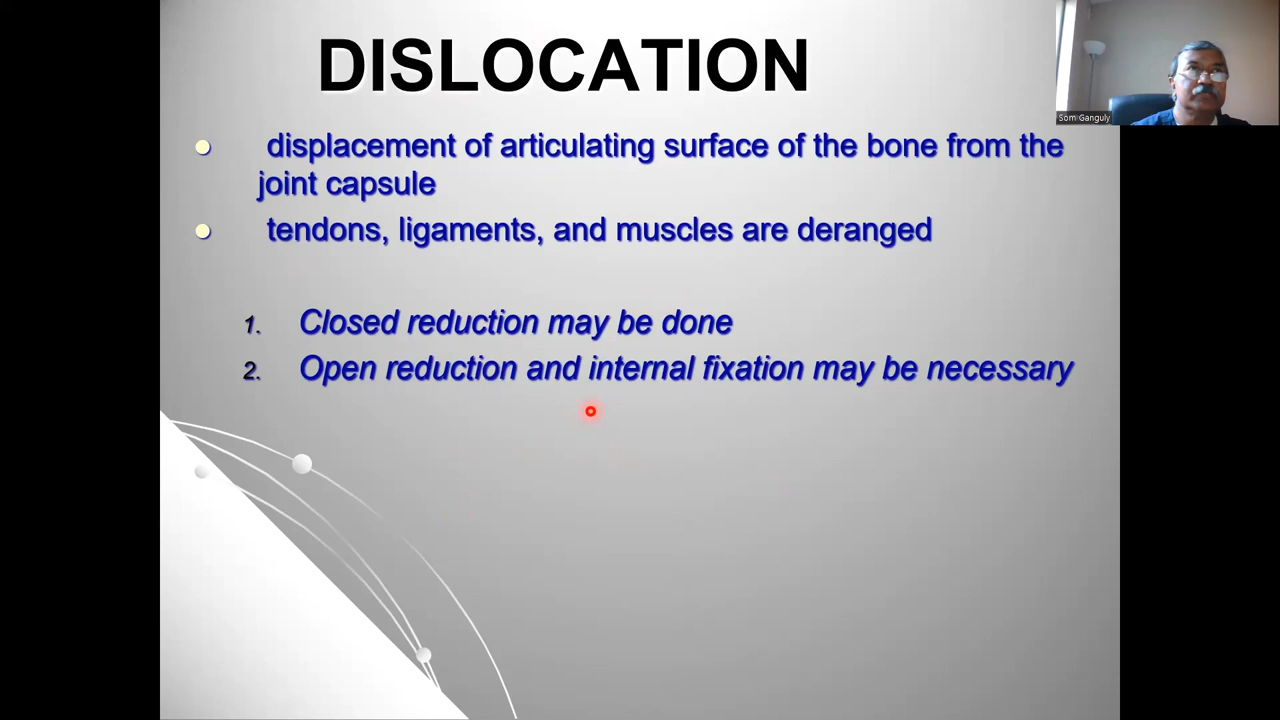 DISLOCATION
Som Ganguly
displacement of articulating surface of the bone from the
joint capsule
tendons, ligaments, and muscles are deranged
1. Closed reduction may be done
2. Open reduction and internal fixation may be necessary